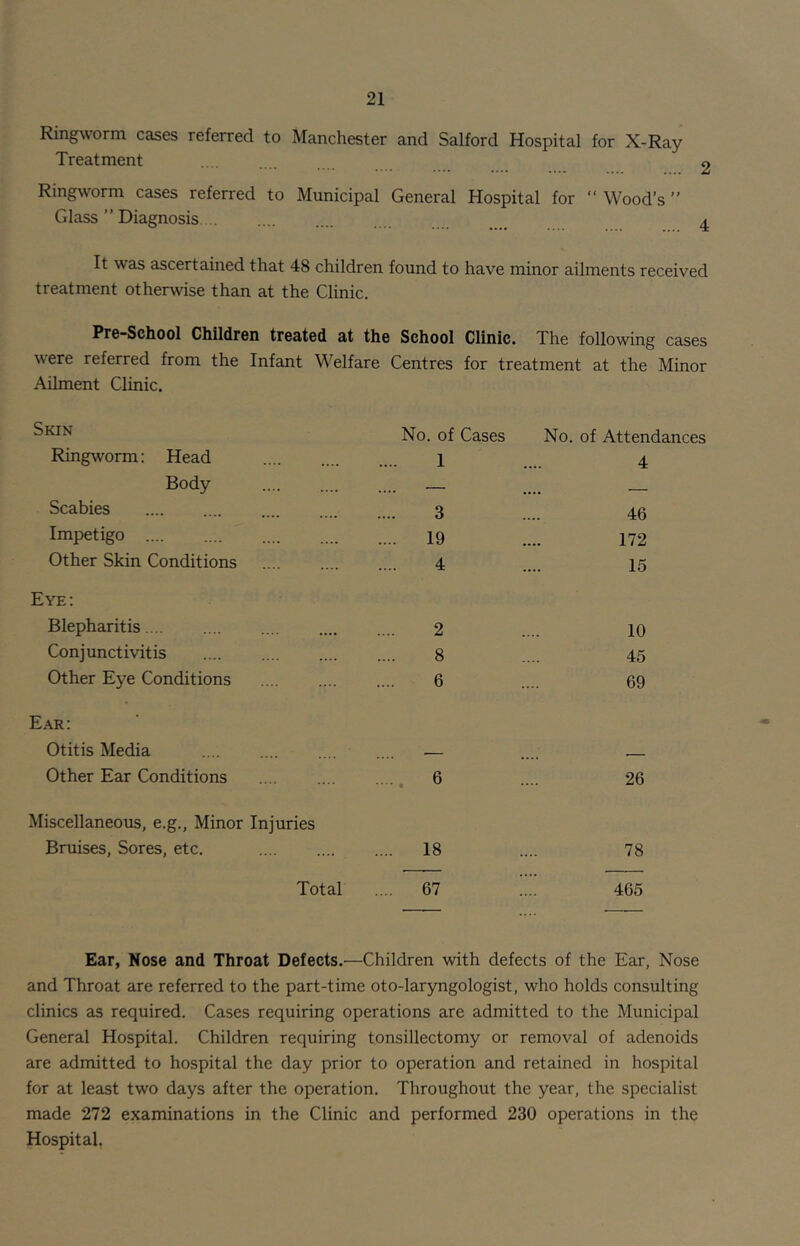 21
Ringworm cases referred to Manchester and Salford Hospital for X-Ray
Treatment .... .... .... .... .... .... .... .... .... 2
Ringworm cases referred to Municipal General Hospital for “ Wood’s ”
Glass ” Diagnosis.... .... .... .... .... .... .... .... .... 4
It was ascertained that 48 children found to have minor ailments received
treatment otherwise than at the Clinic.
Pre-School Children treated at the School Clinic. The following cases
were referred from the Infant Welfare Centres for treatment at the Minor
Ailment Clinic.
Skin No. of Cases No. of Attendances
Ringworm: Head .... .... .... 1 .... 4
Body .... .... .... — .... —
Scabies .... .... .... .... .... 3 .... 46
Impetigo .... .... .... .... .... 19 .... 172
Other Skin Conditions .... .... .... 4 .... 15
Eye:
Blepharitis.... .... .... .... .... 2 .... 10
Conjunctivitis .... .... .... .... 8 .... 45
Other Eye Conditions .... .... .... 6 .... 69
Ear:
Otitis Media .... .... .... .... — .... —
Other Ear Conditions .... .... .... 6 .... 26
Miscellaneous, e.g., Minor Injuries
Bruises, Sores, etc. .... .... .... 18 .... 78
Total .... 67 .... 465
Ear, Nose and Throat Defects.—Children with defects of the Ear, Nose
and Throat are referred to the part-time oto-laryngologist, who holds consulting
clinics as required. Cases requiring operations are admitted to the Municipal
General Hospital. Children requiring tonsillectomy or removal of adenoids
are admitted to hospital the day prior to operation and retained in hospital
for at least two days after the operation. Throughout the year, the specialist
made 272 examinations in the Clinic and performed 230 operations in the
Hospital.